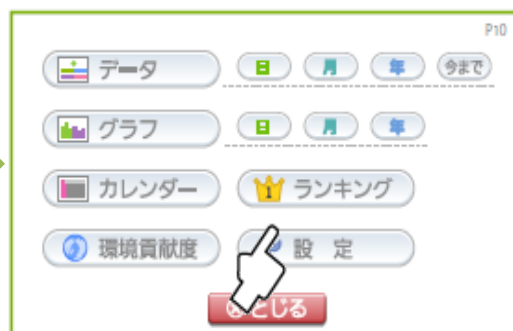 P10
データ 日 月 年 今まで
グラフ 日 月 年
カレンダー 1 ランキング
環境貢献度 設 定
とじる